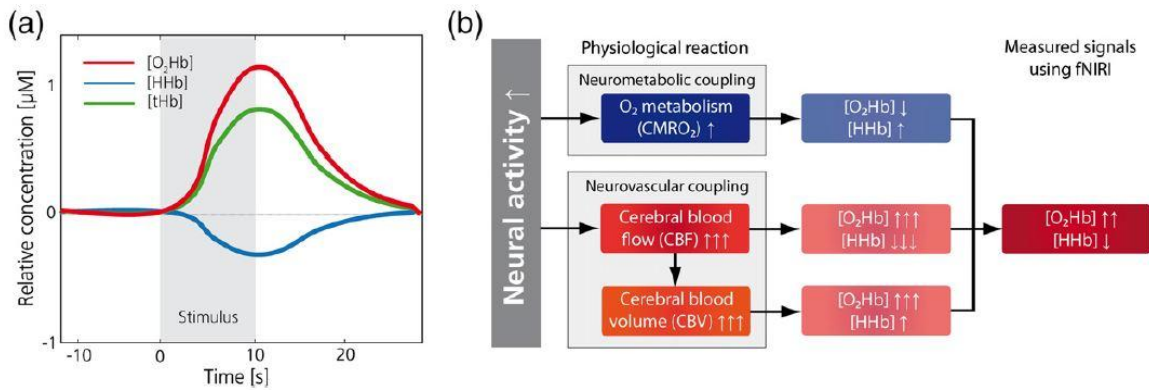 (a)
[O₂Hb]
[HHb]
[tHb]
Relative concentration [µM]
1
0
-1
Stimulus
-10
0
10
20
Time [s]
(b)
Neural activity ↑
Physiological reaction
Neurometabolic coupling
O₂ metabolism
(CMRO₂) ↑
Neurovascular coupling
Cerebral blood
flow (CBF) ↑↑↑
Cerebral blood
volume (CBV) ↑↑↑
[O₂Hb] ↓
[HHb] ↑
[O₂Hb] ↑↑↑
[HHb] ↓↓↓
[O₂Hb] ↑↑↑
[HHb] ↑
Measured signals
using fNIRI
[O₂Hb] ↑↑
[HHb] ↓